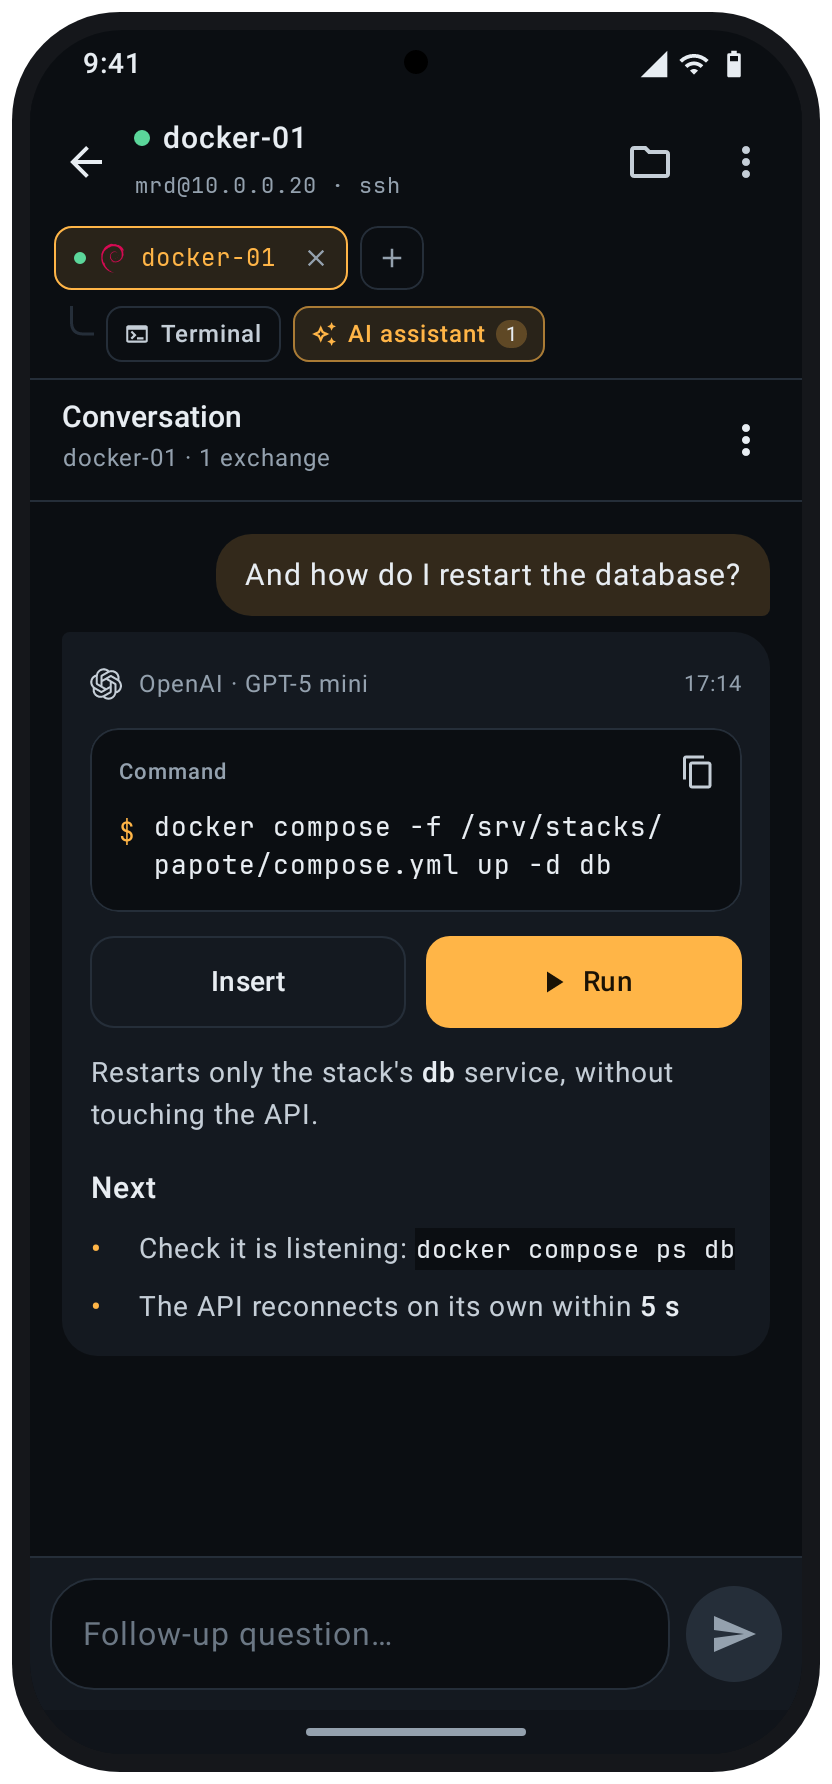 9:41
docker-01
mrd@10.0.0.20 · ssh
docker-01
Terminal
AI assistant 1
Conversation
docker-01 · 1 exchange
And how do I restart the database?
OpenAI · GPT-5 mini 17:14
Command
$ docker compose -f /srv/stacks/
papote/compose.yml up -d db
Insert
Run
Restarts only the stack's db service, without
touching the API.
Next
• Check it is listening: docker compose ps db
• The API reconnects on its own within 5 s
Follow-up question…